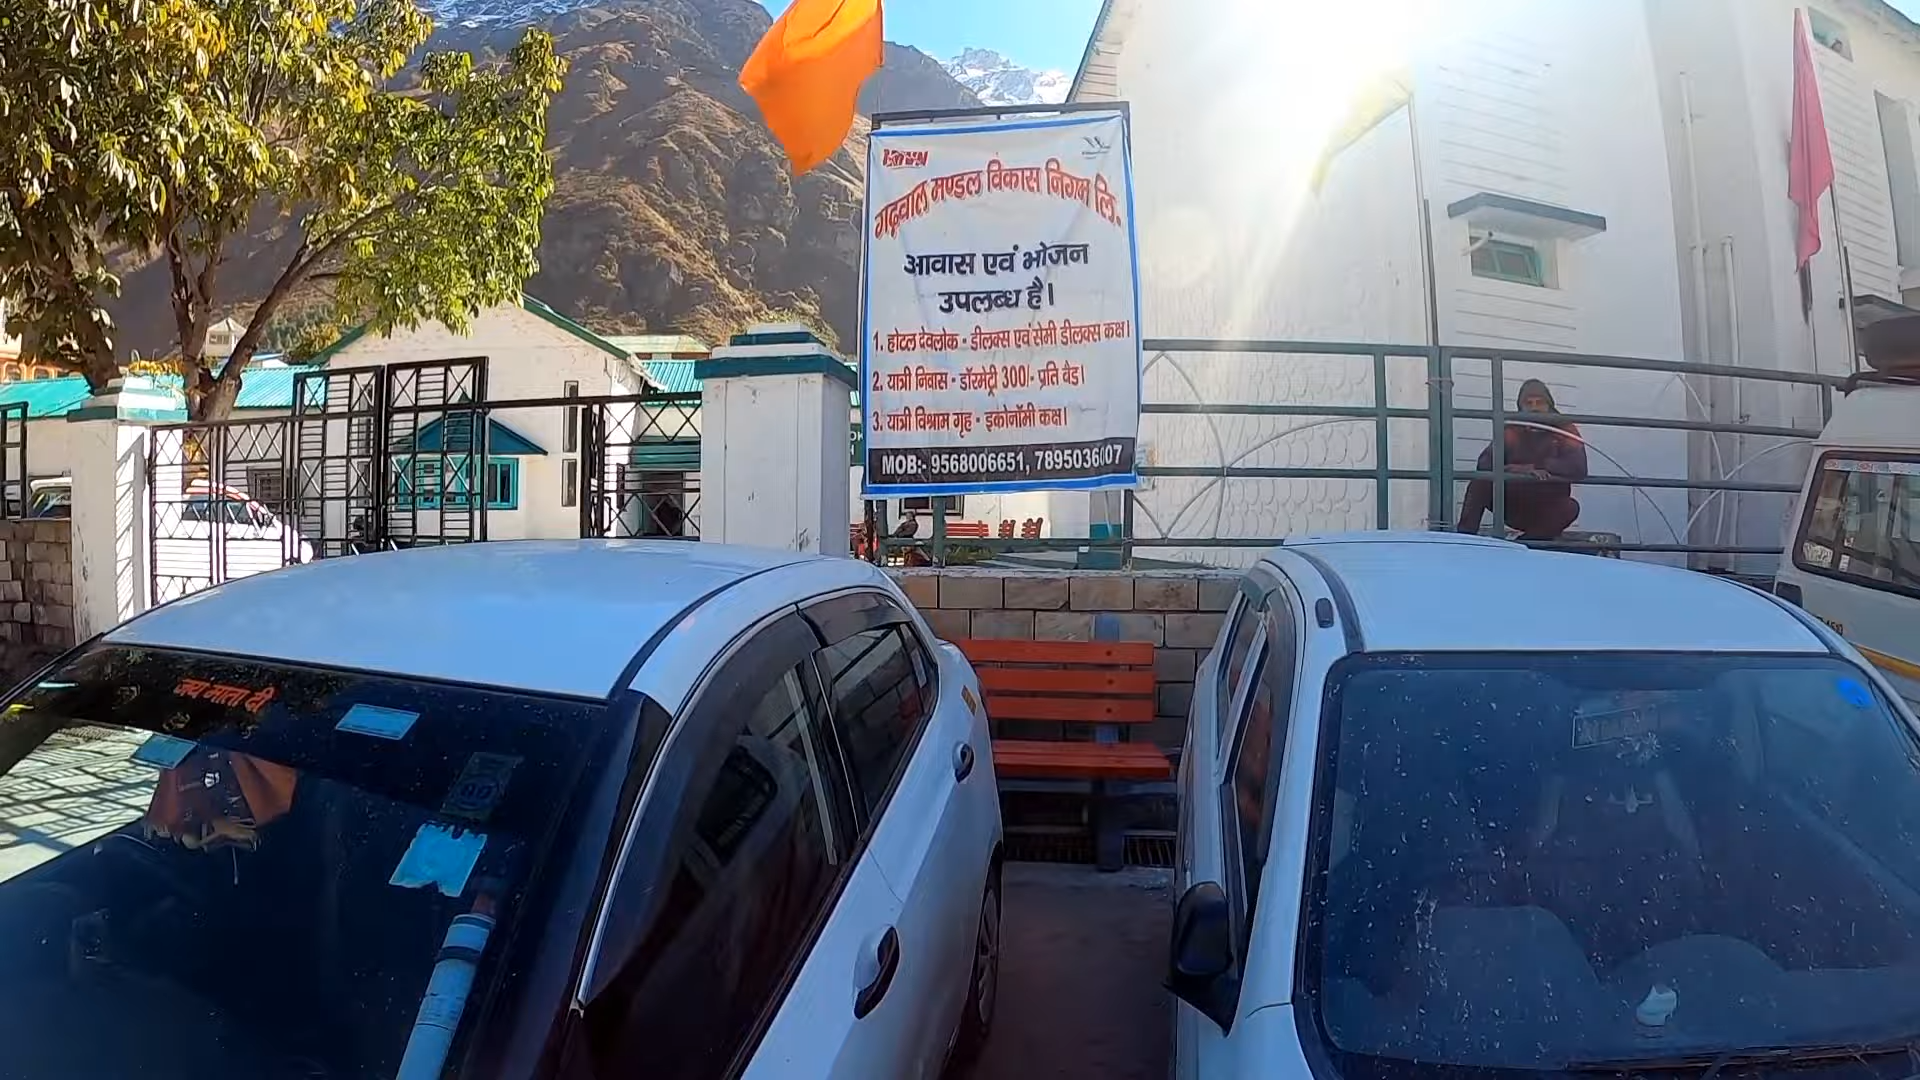 GMVN
गढ़वाल मण्डल विकास निगम लि.
आवास एवं भोजन
उपलब्ध है।
1. होटल देवलोक - डीलक्स एवं सेमी डीलक्स कक्ष।
2. यात्री निवास - डॉरमेट्री 300/- प्रति बैड।
3. यात्री विश्राम गृह - इकोनॉमी कक्ष।
MOB:- 9568006651, 7895036007
जय माता दी